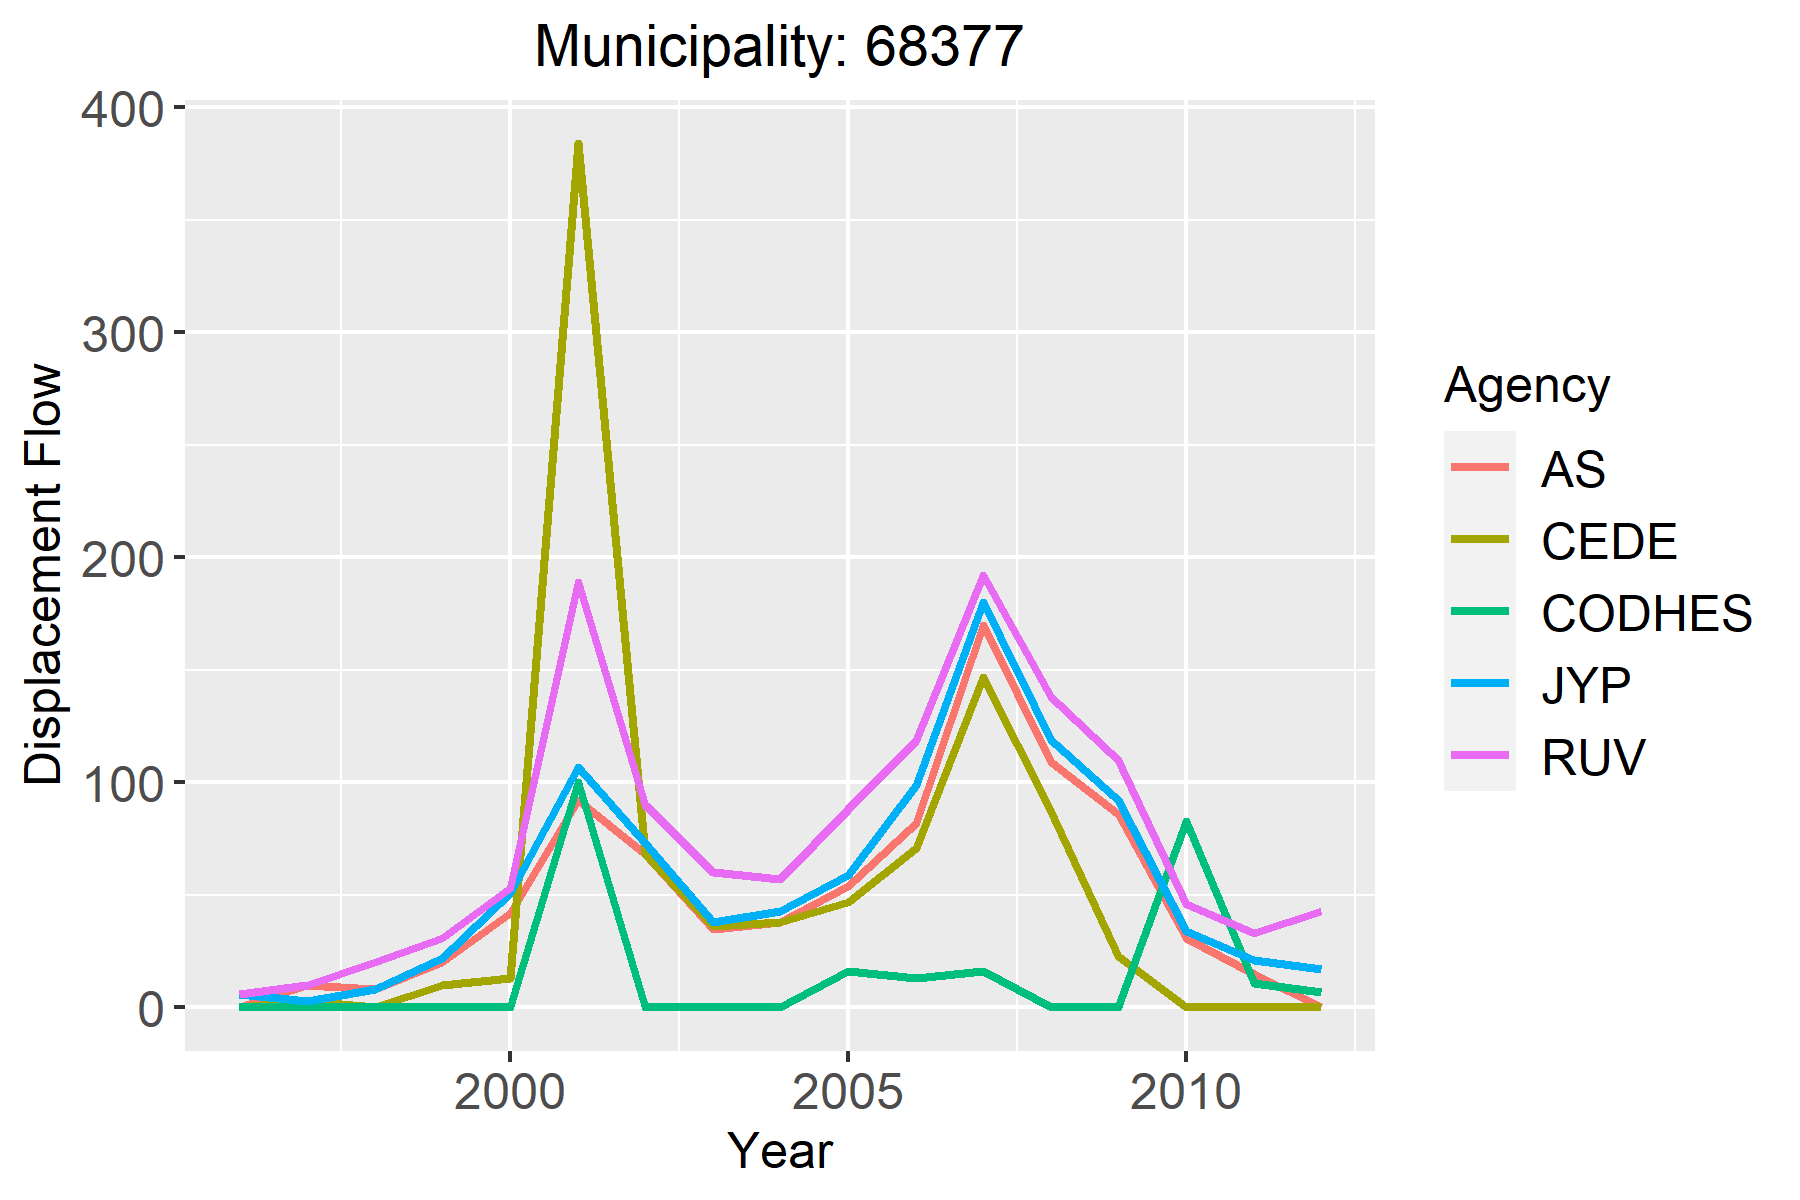 Municipality: 68377
400
300
200
100
0
Displacement Flow
2000
2005
2010
Year
Agency
AS
CEDE
CODHES
JYP
RUV